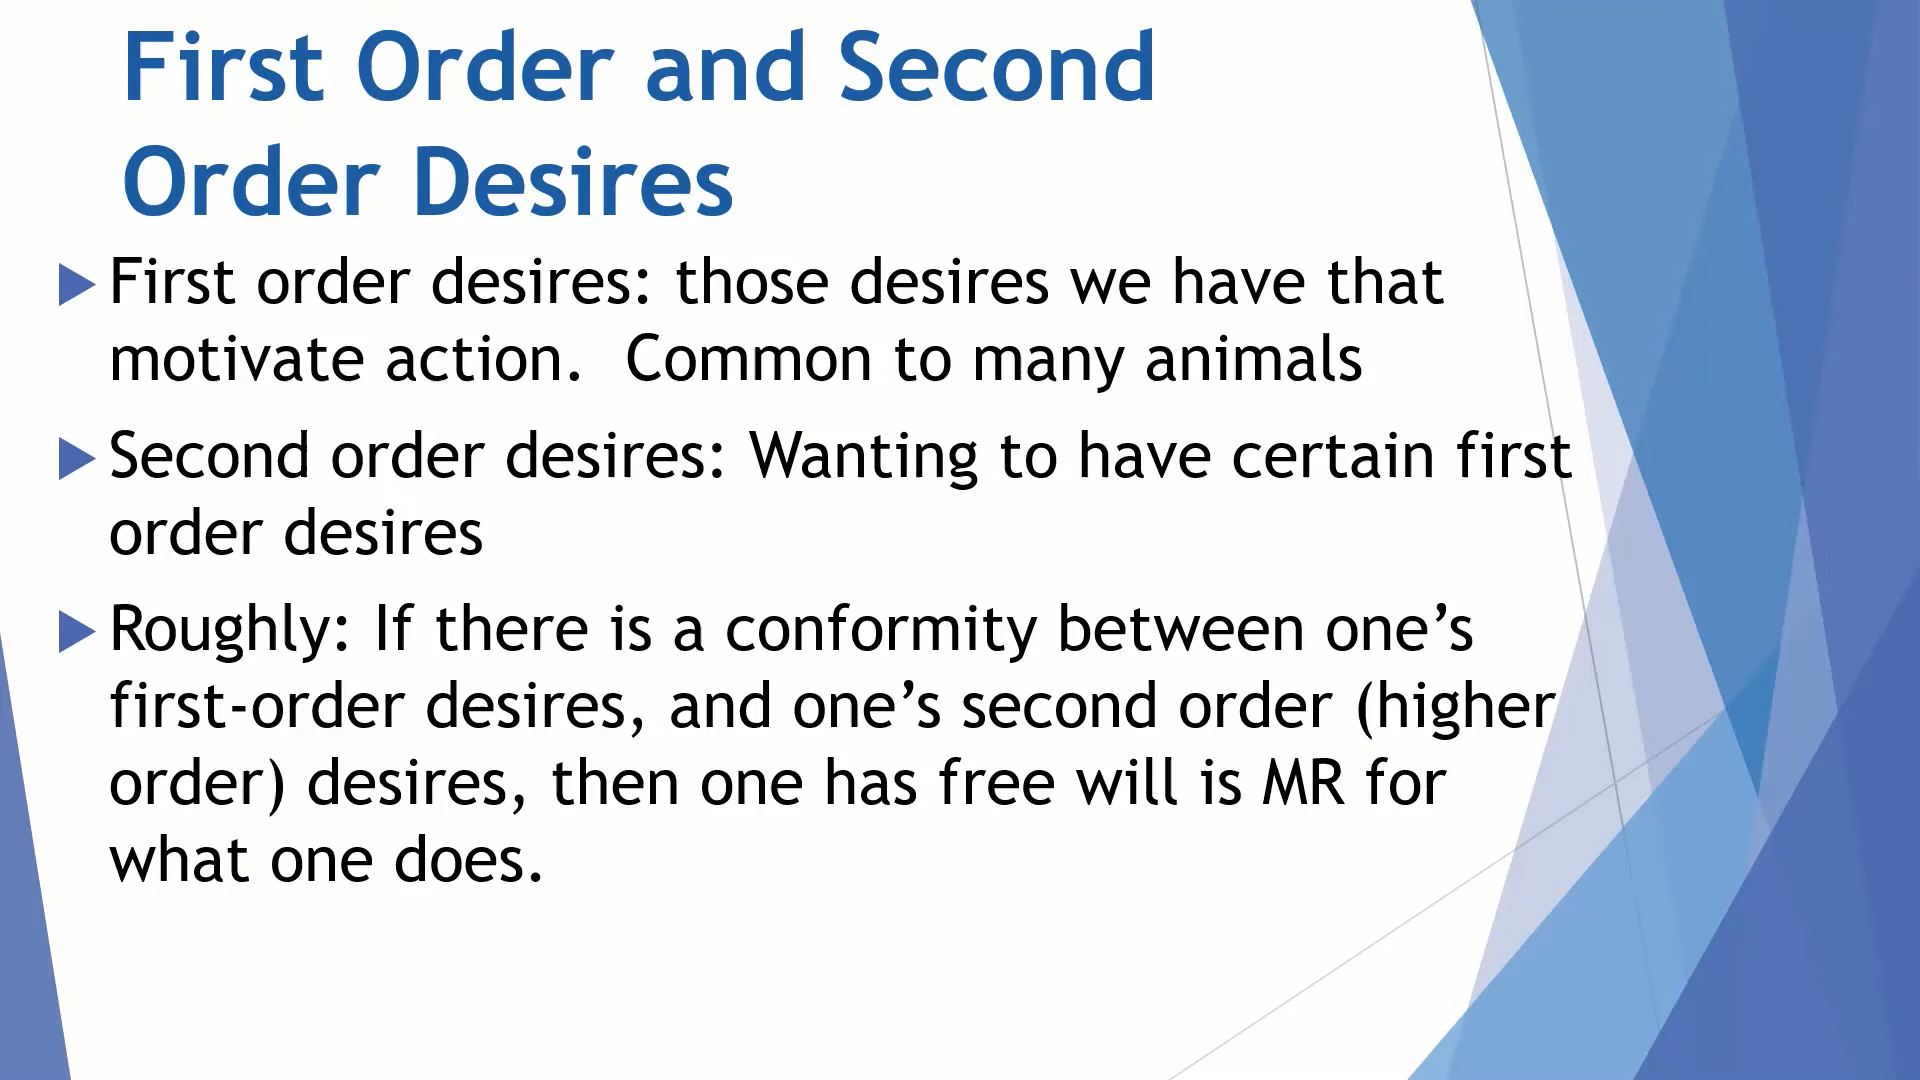 First Order and Second
Order Desires
First order desires: those desires we have that
motivate action.  Common to many animals
Second order desires: Wanting to have certain first
order desires
Roughly: If there is a conformity between one’s
first-order desires, and one’s second order (higher
order) desires, then one has free will is MR for
what one does.